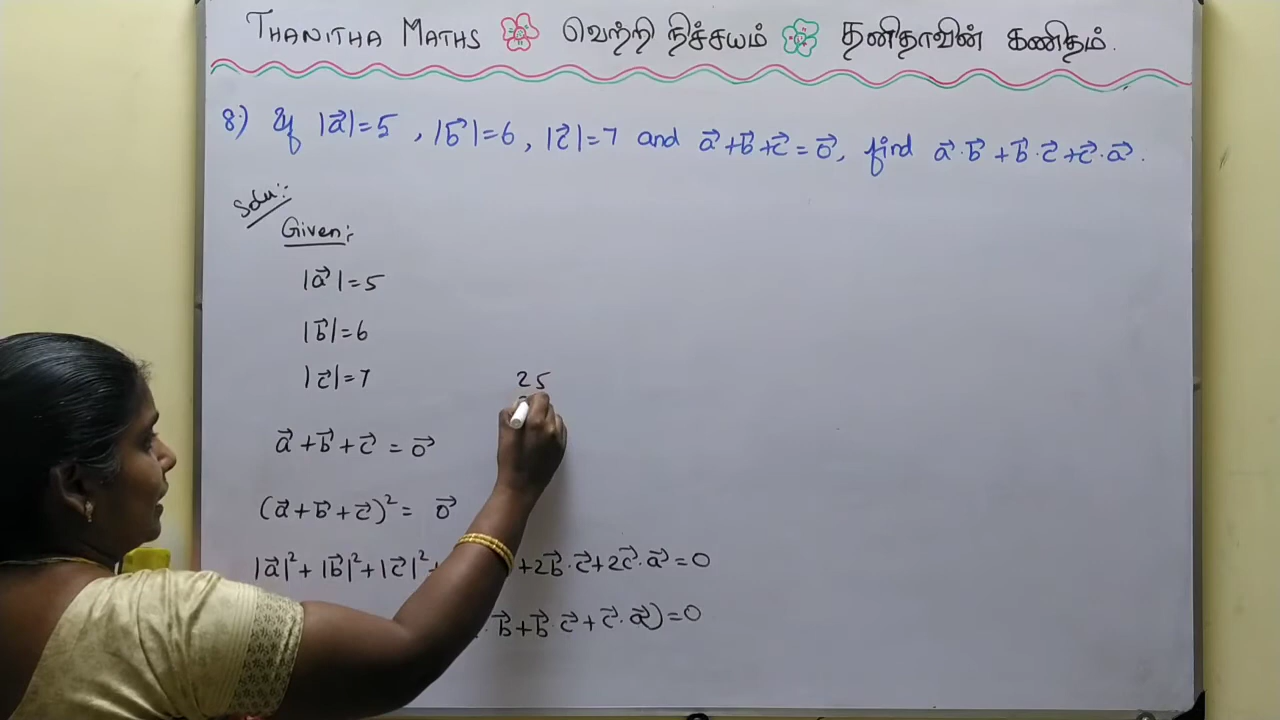 THANITHA MATHS வெற்றி நிச்சயம் தனிதாவின் கணிதம்.
8) If |a⃗|=5, |b⃗|=6, |c⃗|=7 and a⃗+b⃗+c⃗=0⃗, find a⃗·b⃗+b⃗·c⃗+c⃗·a⃗.
Solu:-
Given:-
|a⃗|=5
|b⃗|=6
|c⃗|=7
25
a⃗+b⃗+c⃗=0⃗
(a⃗+b⃗+c⃗)²= 0⃗
|a⃗|²+|b⃗|²+|c⃗|²+ +2b⃗·c⃗+2c⃗·a⃗=0
·b⃗+b⃗·c⃗+c⃗·a⃗)=0